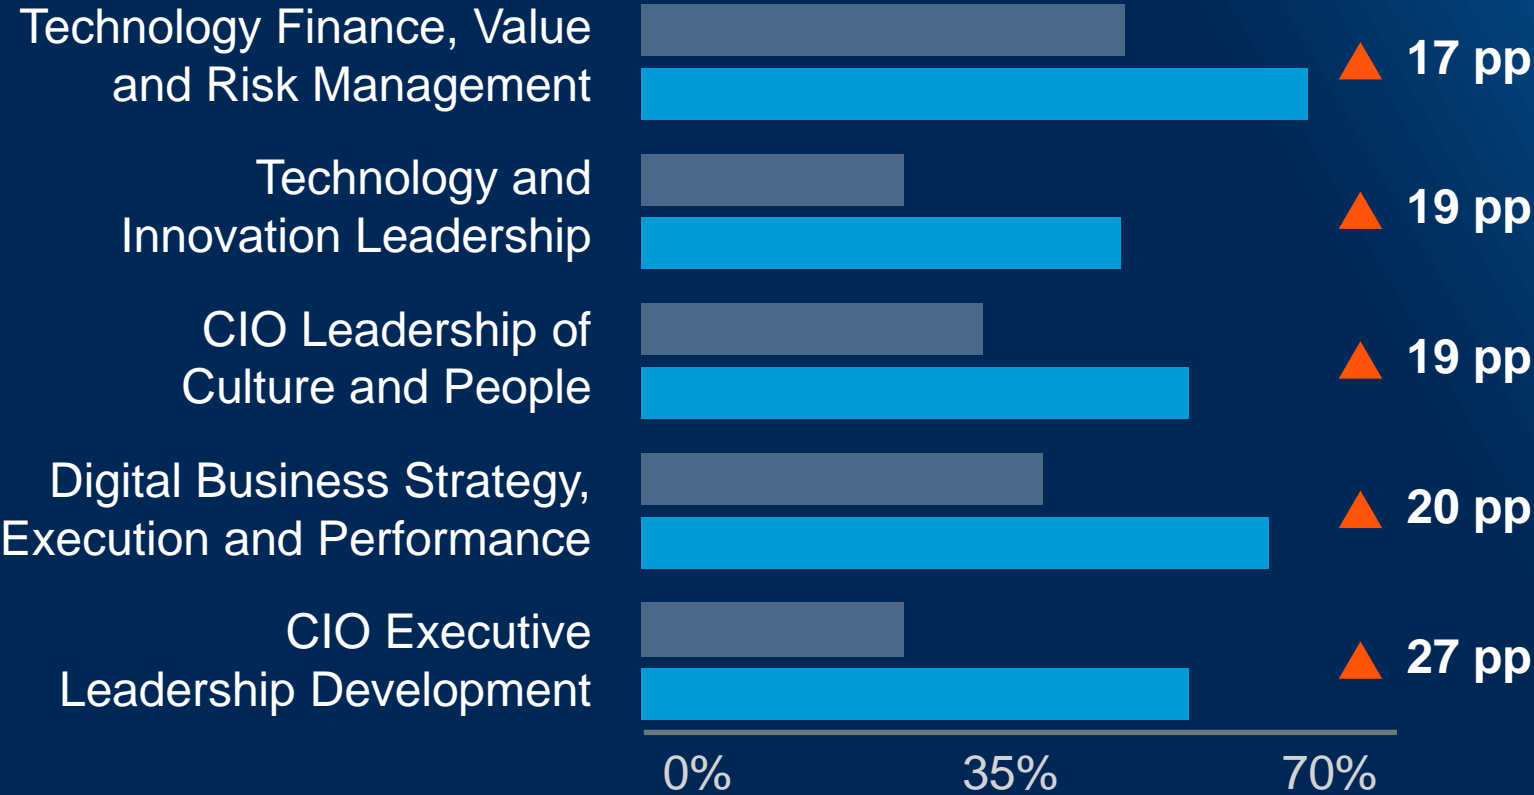 Technology Finance, Value
and Risk Management
17 pp
Technology and
Innovation Leadership
19 pp
CIO Leadership of
Culture and People
19 pp
Digital Business Strategy,
Execution and Performance
20 pp
CIO Executive
Leadership Development
27 pp
0% 35% 70%